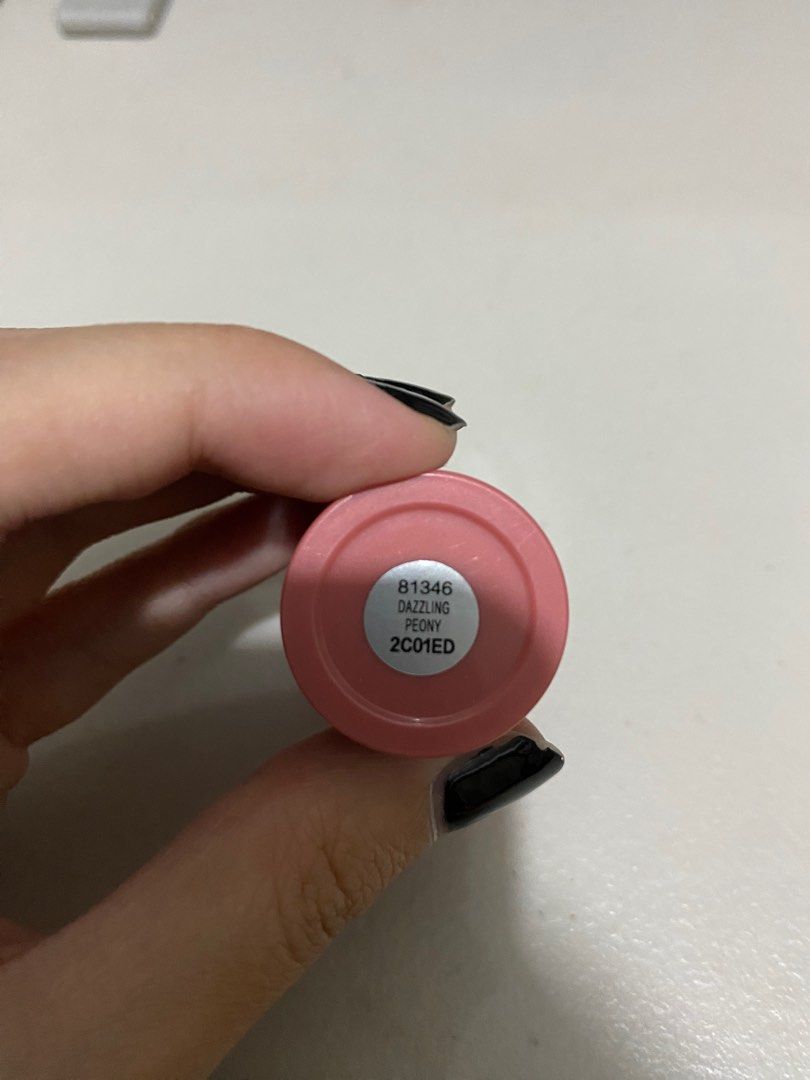 81346
DAZZLING
PEONY
2C01ED